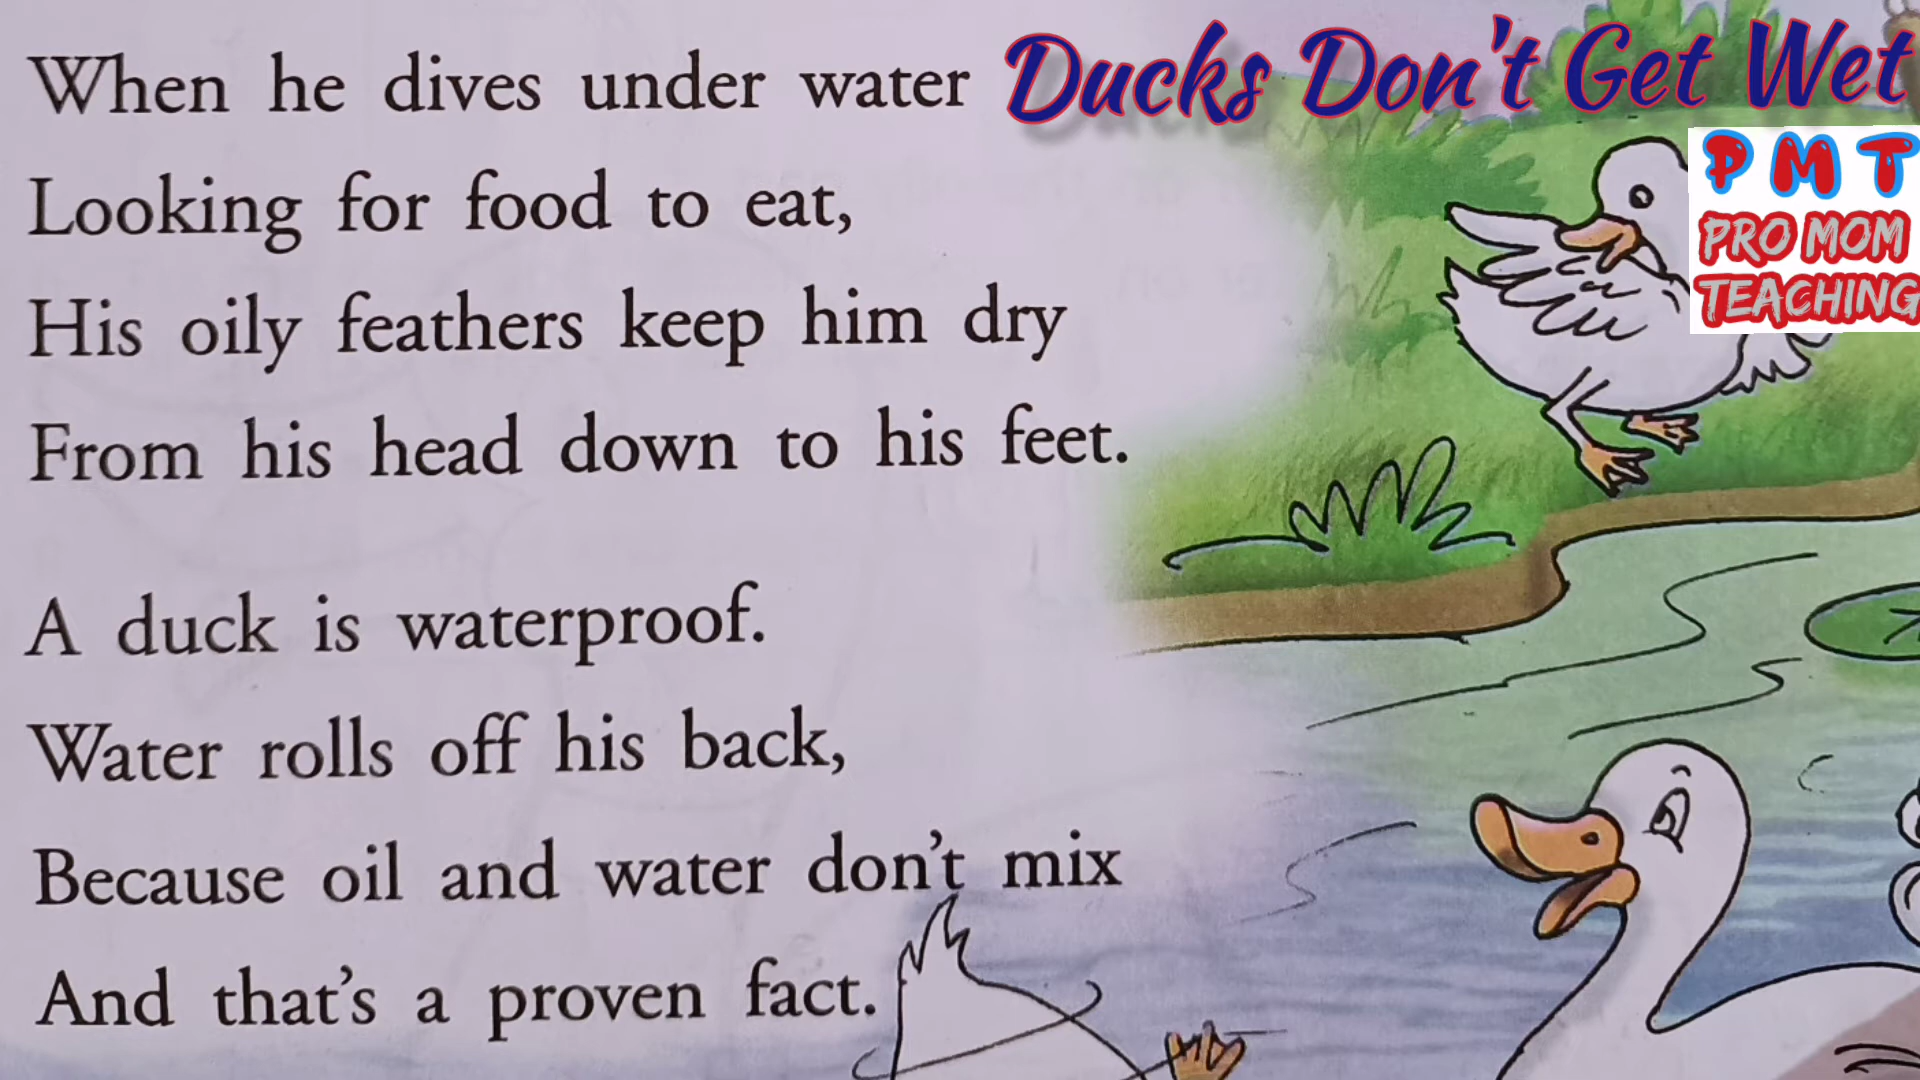 Ducks Don't Get Wet
PMT
PRO MOM
TEACHING
When he dives under water
Looking for food to eat,
His oily feathers keep him dry
From his head down to his feet.
A duck is waterproof.
Water rolls off his back,
Because oil and water don't mix
And that's a proven fact.